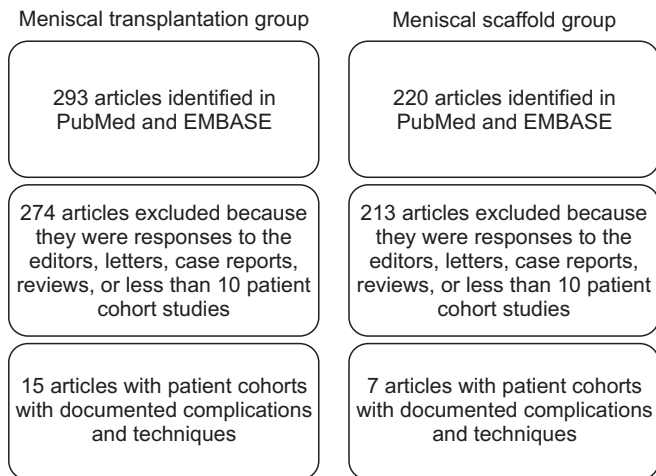 Meniscal transplantation group
293 articles identified in
PubMed and EMBASE
274 articles excluded because
they were responses to the
editors, letters, case reports,
reviews, or less than 10 patient
cohort studies
15 articles with patient cohorts
with documented complications
and techniques
Meniscal scaffold group
220 articles identified in
PubMed and EMBASE
213 articles excluded because
they were responses to the
editors, letters, case reports,
reviews, or less than 10 patient
cohort studies
7 articles with patient cohorts
with documented complications
and techniques